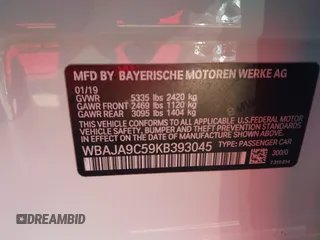 MFD BY BAYERISCHE MOTOREN WERKE AG
01/19
GVWR 5335 lbs 2420 kg
GAWR FRONT 2469 lbs 1120 kg
GAWR REAR 3095 lbs 1404 kg
THIS VEHICLE CONFORMS TO ALL APPLICABLE U.S.FEDERAL MOTOR
VEHICLE SAFETY, BUMPER, AND THEFT PREVENTION STANDARDS IN
EFFECT ON THE DATE OF MANUFACTURE SHOWN ABOVE.
WBAJA9C59KB393045 TYPE: PASSENGER CAR
300/0
DREAMBID